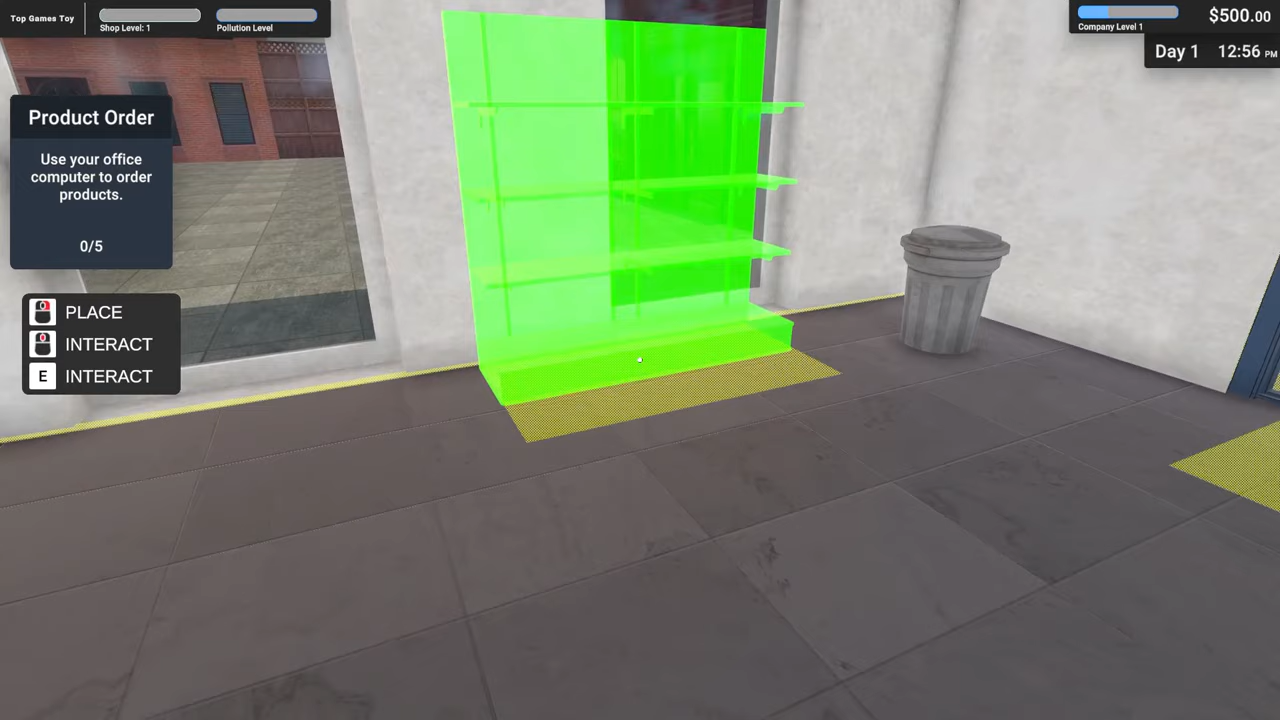 Top Games Toy
Shop Level: 1
Pollution Level
$500.00
Company Level 1
Day 1 12:56 PM
Product Order
Use your office
computer to order
products.
0/5
PLACE
INTERACT
E INTERACT